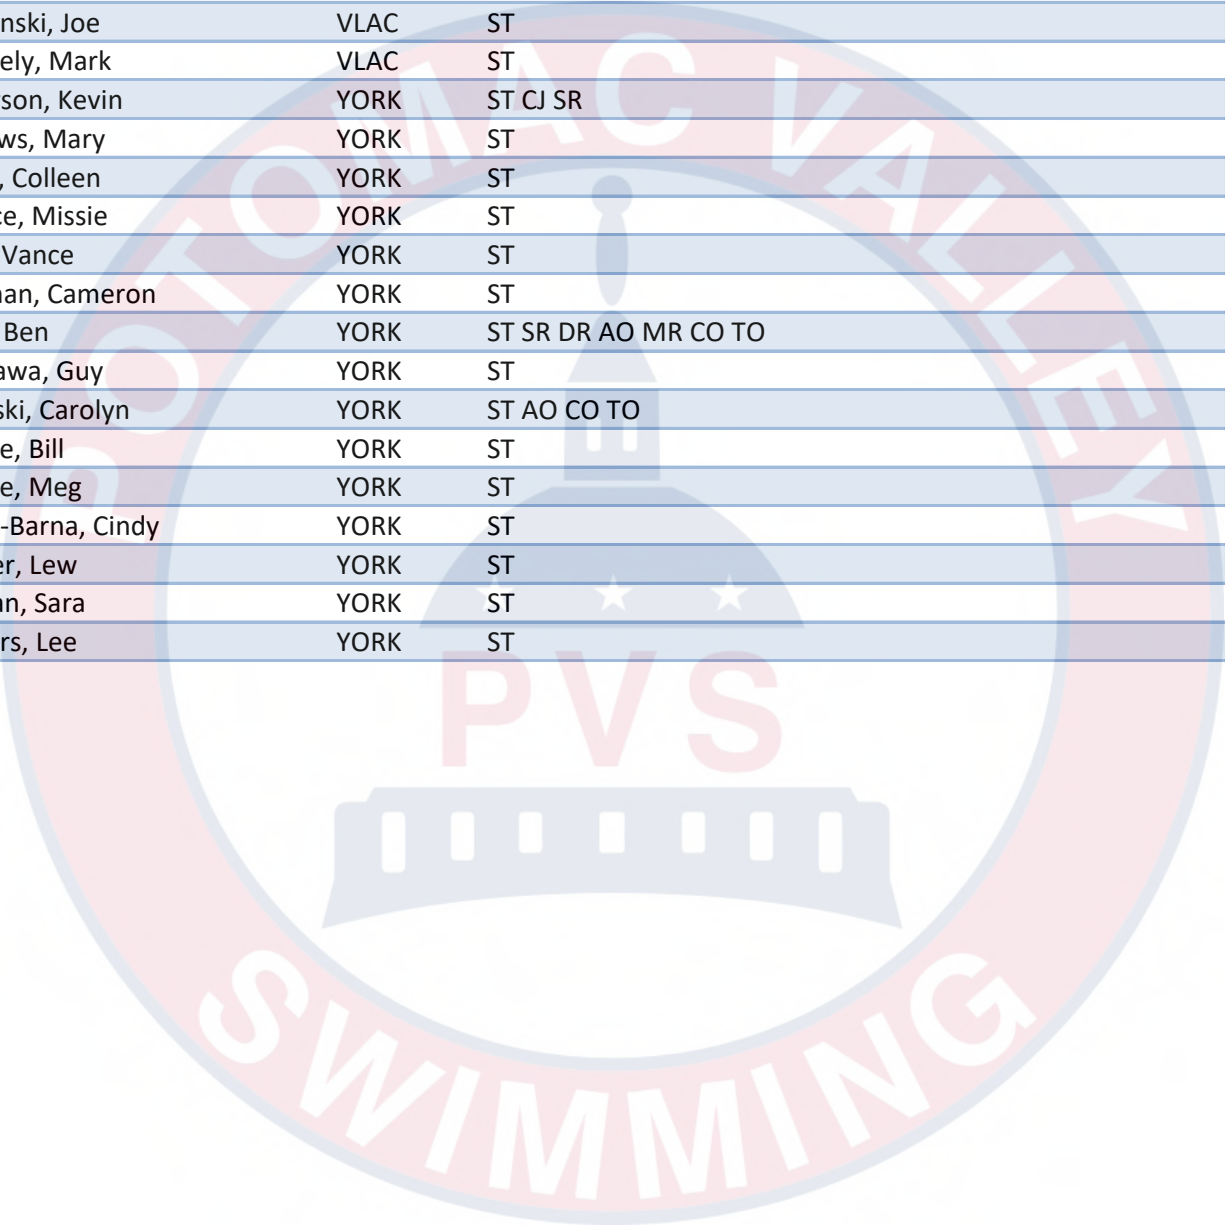 nski, Joe VLAC ST
ely, Mark VLAC ST
son, Kevin YORK ST CJ SR
ws, Mary YORK ST
, Colleen YORK ST
ce, Missie YORK ST
Vance YORK ST
nan, Cameron YORK ST
Ben YORK ST SR DR AO MR CO TO
awa, Guy YORK ST
ski, Carolyn YORK ST AO CO TO
e, Bill YORK ST
e, Meg YORK ST
-Barna, Cindy YORK ST
er, Lew YORK ST
an, Sara YORK ST
rs, Lee YORK ST
POTOMAC VALLEY
PVS
SWIMMING